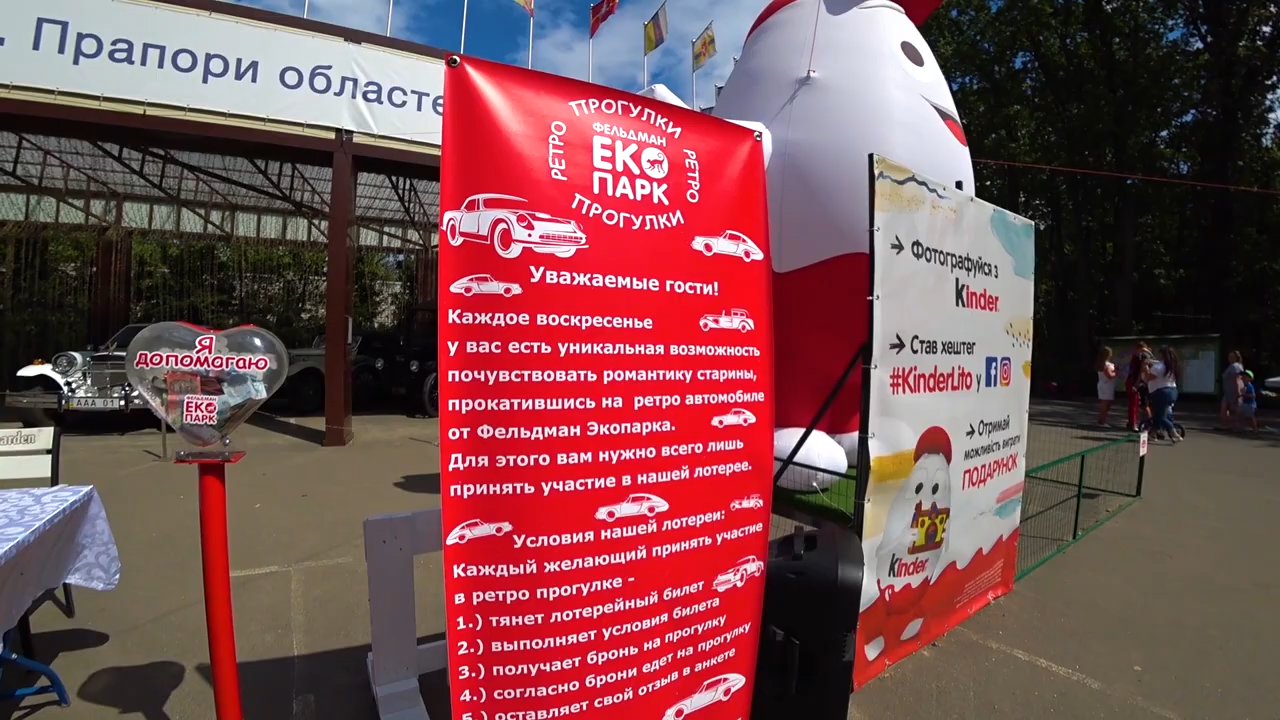 . Прапори областе
ПРОГУЛКИ
РЕТРО
ФЕЛЬДМАН
ЕКО
ПАРК
РЕТРО
ПРОГУЛКИ
Уважаемые гости!
Каждое воскресенье
у вас есть уникальная возможность
почувствовать романтику старины,
прокатившись на ретро автомобиле
от Фельдман Экопарка.
Для этого вам нужно всего лишь
принять участие в нашей лотерее.
Условия нашей лотереи:
Каждый желающий принять участие
в ретро прогулке -
1.) тянет лотерейный билет
2.) выполняет условия билета
3.) получает бронь на прогулку
4.) согласно брони едет на прогулку
5.) оставляет свой отзыв в анкете
Я
допомогаю
ФЕЛЬДМАН
ЕКО
ПАРК
AAA 01
arden
→ Фотографуйся з
Kinder
→ Став хештег
#KinderLito у
→ Отримай
можливість виграти
ПОДАРУНОК
Kinder